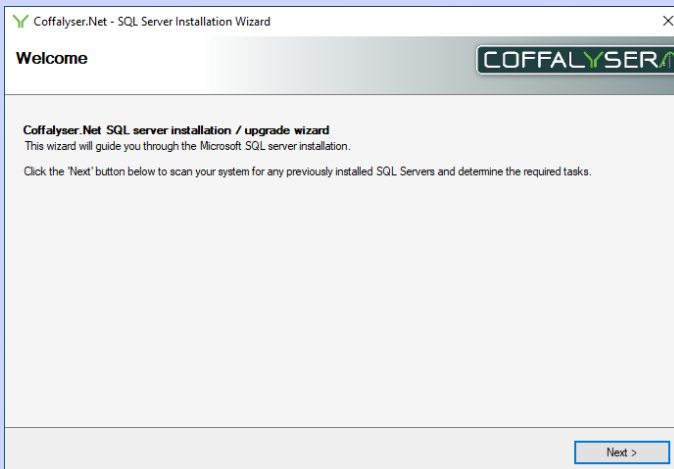 Coffalyser.Net - SQL Server Installation Wizard
Welcome
COFFALYSER
Coffalyser.Net SQL server installation / upgrade wizard
This wizard will guide you through the Microsoft SQL server installation.
Click the 'Next' button below to scan your system for any previously installed SQL Servers and determine the required tasks.
Next >